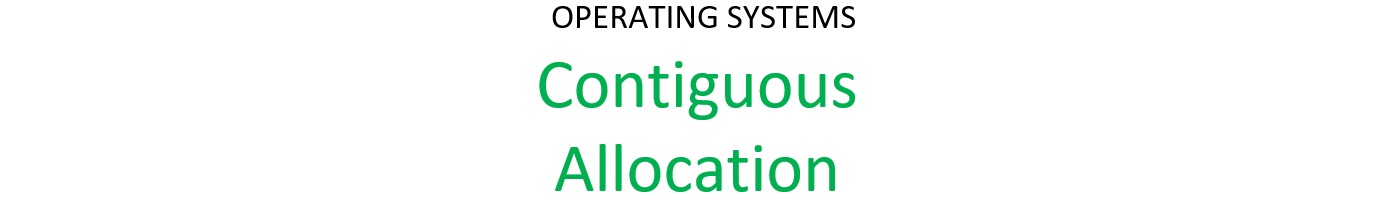 OPERATING SYSTEMS
Contiguous
Allocation